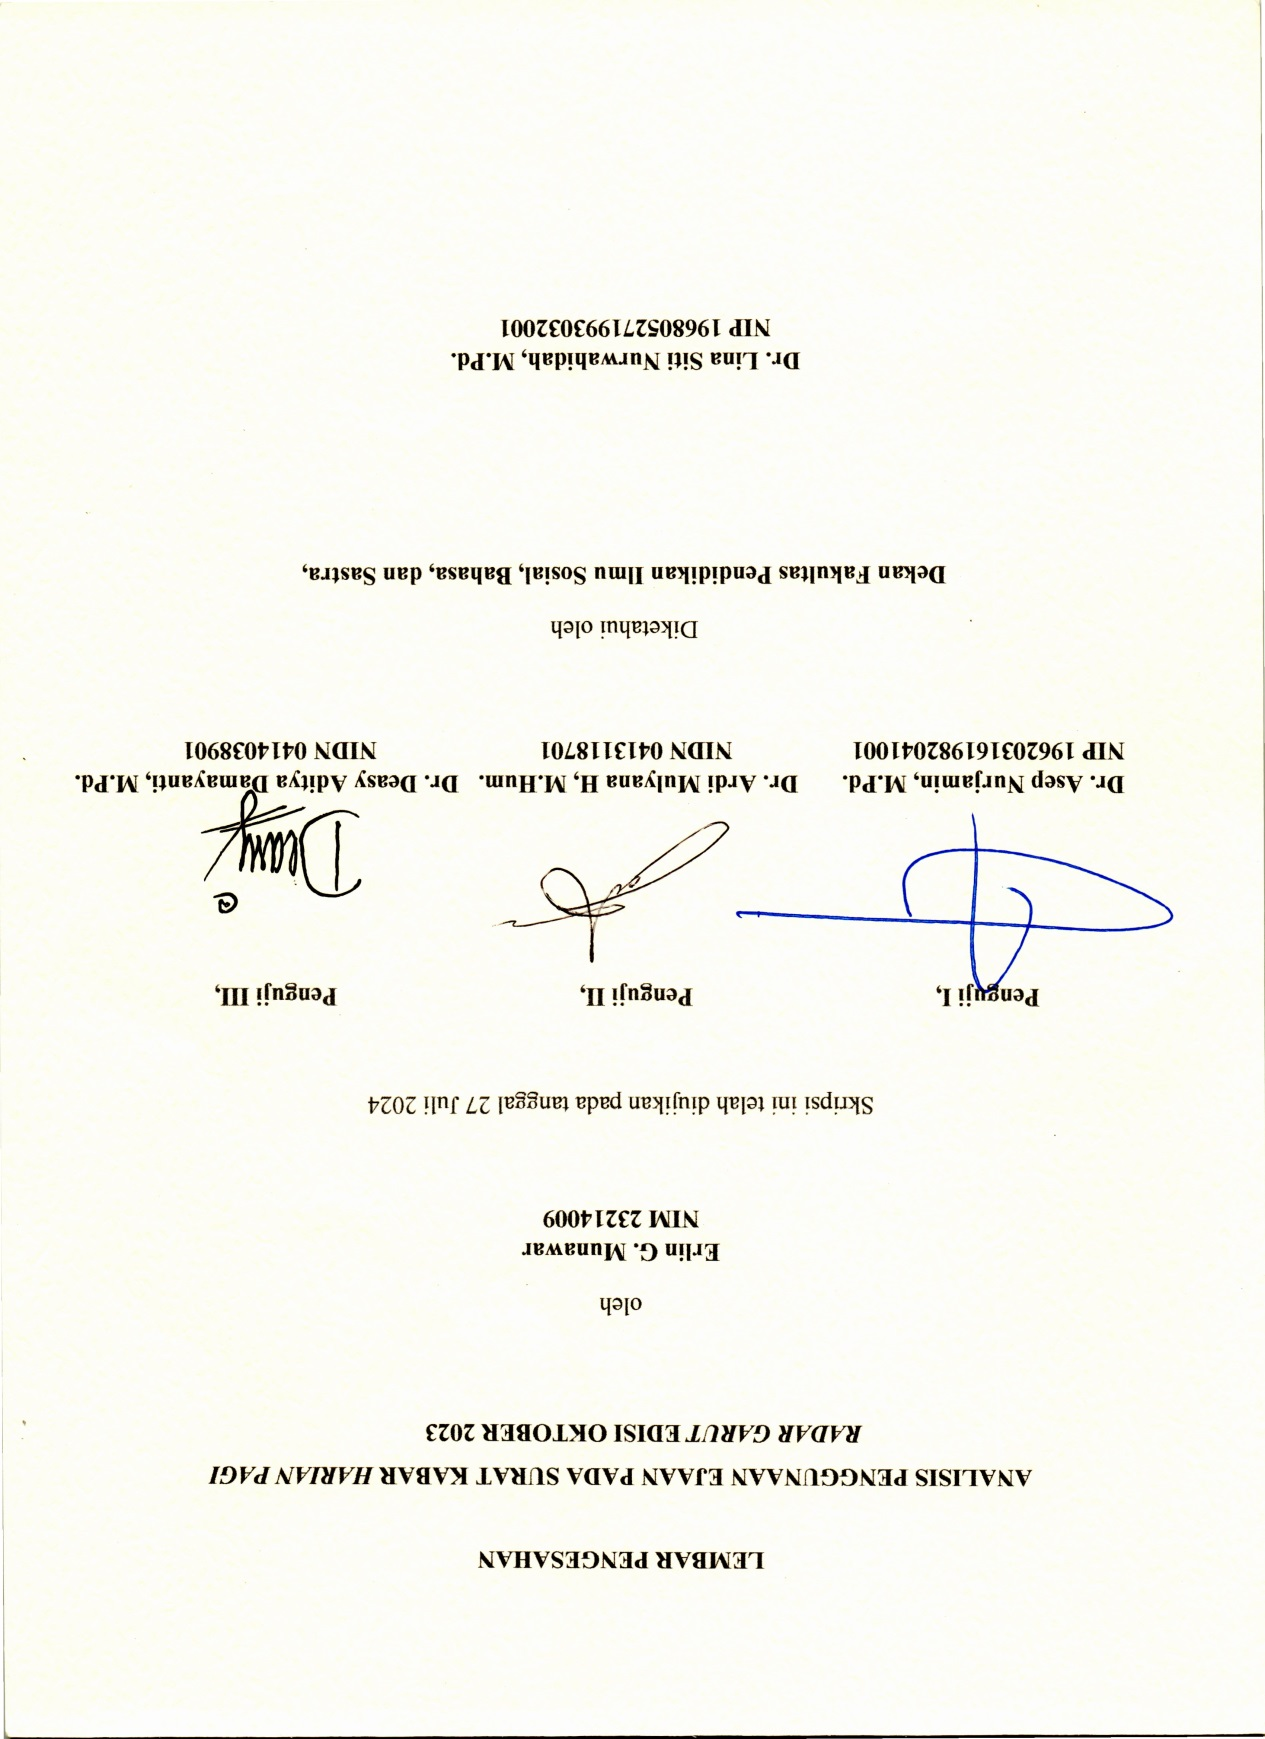 LEMBAR PENGESAHAN
ANALISIS PENGGUNAAN EJAAN PADA SURAT KABAR HARIAN PAGI
RADAR GARUT EDISI OKTOBER 2023
oleh
Erlin G. Munawar
NIM 23214009
Skripsi ini telah diujikan pada tanggal 27 Juli 2024
Penguji I, Penguji II, Penguji III,
Dr. Asep Nurjamin, M.Pd. Dr. Ardi Mulyana H, M.Hum. Dr. Deasy Aditya Damayanti, M.Pd.
NIP 196203161982041001 NIDN 0413118701 NIDN 0414038901
Diketahui oleh
Dekan Fakultas Pendidikan Ilmu Sosial, Bahasa, dan Sastra,
Dr. Lina Siti Nurwahidah, M.Pd.
NIP 196805271993032001